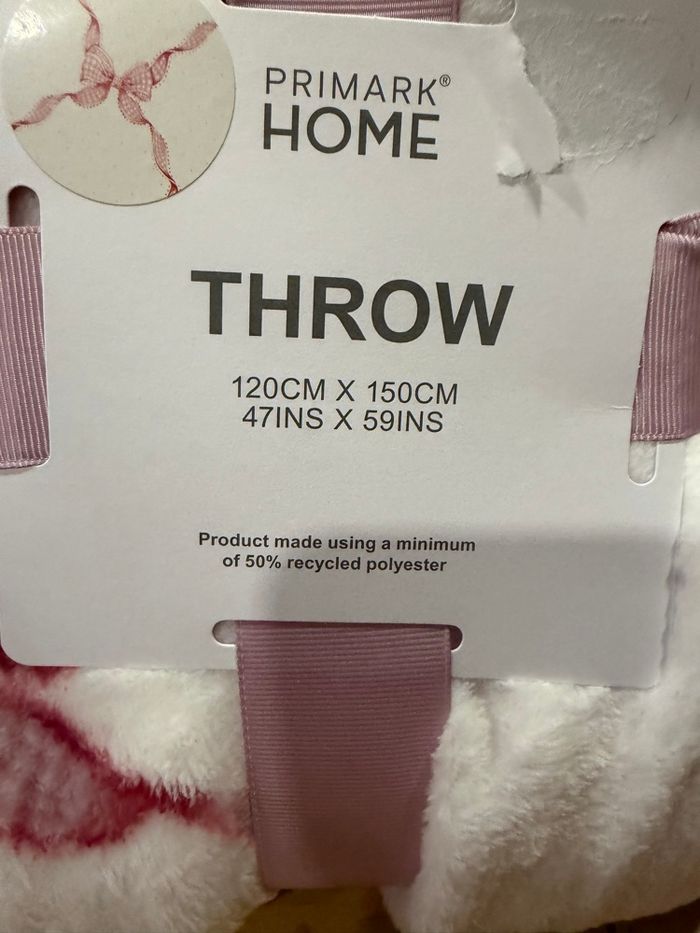 PRIMARK®
HOME
THROW
120CM X 150CM
47INS X 59INS
Product made using a minimum
of 50% recycled polyester